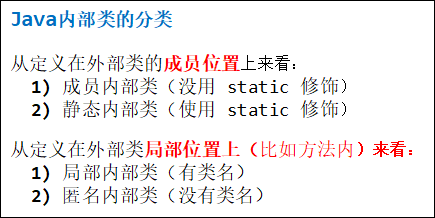 Java内部类的分类
从定义在外部类的成员位置上来看：
1) 成员内部类（没用 static 修饰）
2) 静态内部类（使用 static 修饰）
从定义在外部类局部位置上（比如方法内）来看：
1) 局部内部类（有类名）
2) 匿名内部类（没有类名）